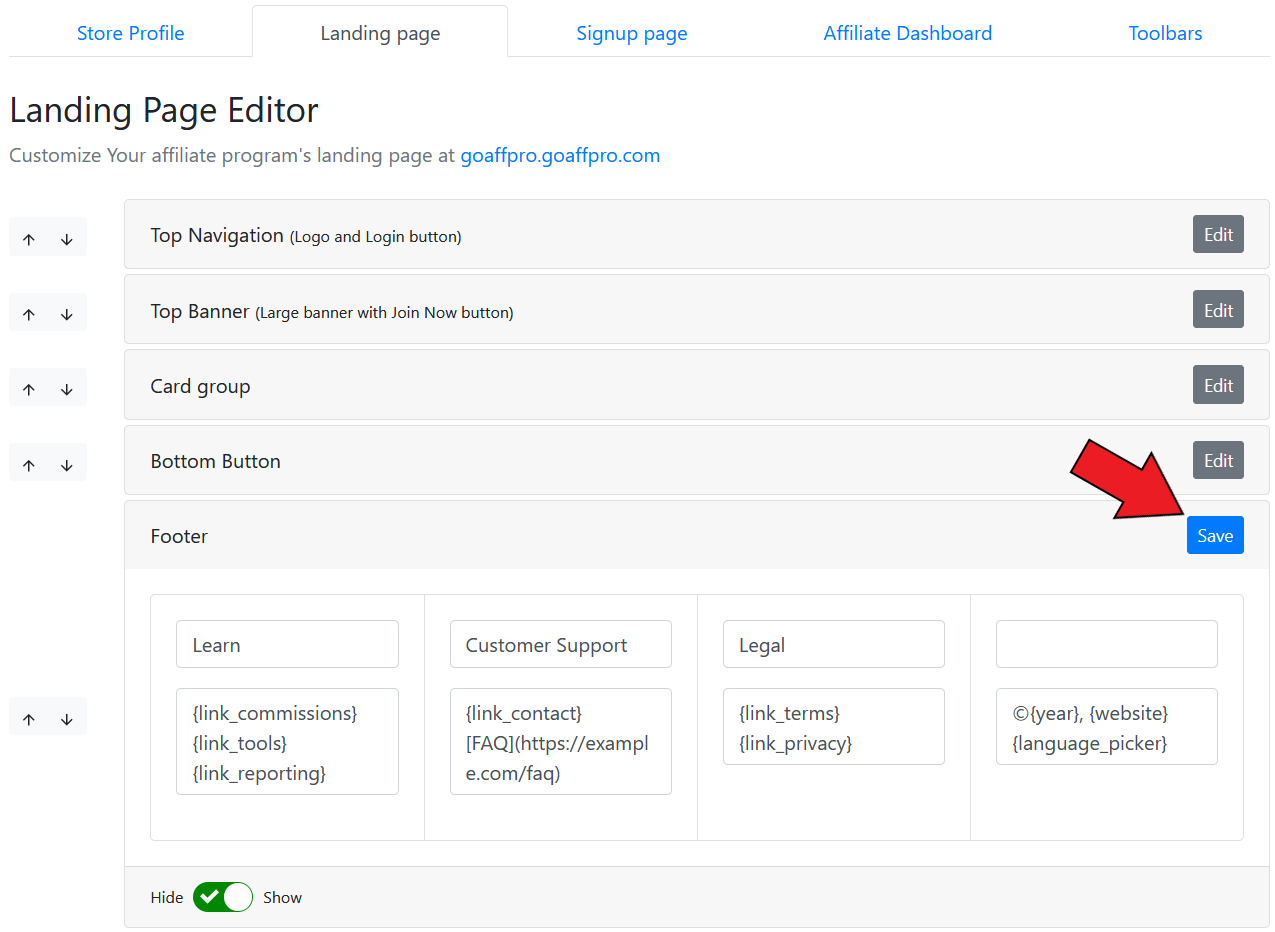 Store Profile
Landing page
Signup page
Affiliate Dashboard
Toolbars
Landing Page Editor
Customize Your affiliate program's landing page at goaffpro.goaffpro.com
Top Navigation (Logo and Login button)
Edit
Top Banner (Large banner with Join Now button)
Edit
Card group
Edit
Bottom Button
Edit
Footer
Save
Learn
{link_commissions}
{link_tools}
{link_reporting}
Customer Support
{link_contact}
[FAQ](https://exampl
e.com/faq)
Legal
{link_terms}
{link_privacy}
©{year}, {website}
{language_picker}
Hide
Show